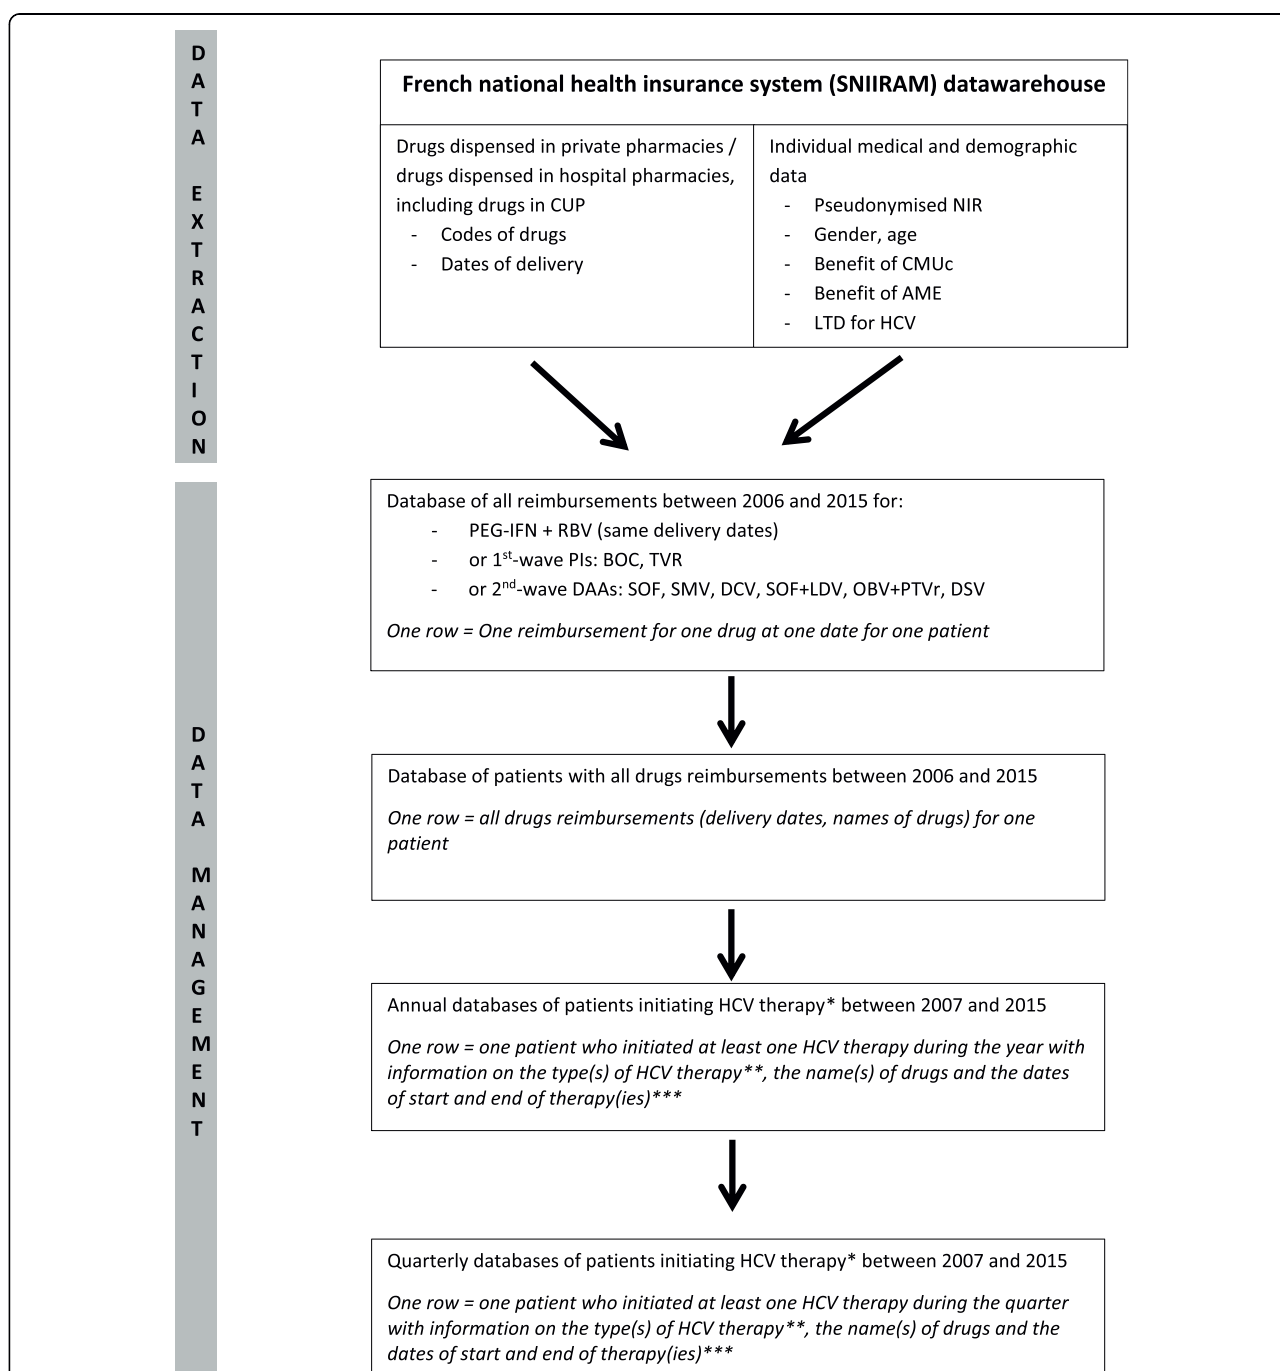 DATA EXTRACTION
French national health insurance system (SNIIRAM) datawarehouse
Drugs dispensed in private pharmacies /
drugs dispensed in hospital pharmacies,
including drugs in CUP
- Codes of drugs
- Dates of delivery
Individual medical and demographic
data
- Pseudonymised NIR
- Gender, age
- Benefit of CMUc
- Benefit of AME
- LTD for HCV
DATA MANAGEMENT
Database of all reimbursements between 2006 and 2015 for:
- PEG-IFN + RBV (same delivery dates)
- or 1st-wave PIs: BOC, TVR
- or 2nd-wave DAAs: SOF, SMV, DCV, SOF+LDV, OBV+PTVr, DSV
One row = One reimbursement for one drug at one date for one patient
Database of patients with all drugs reimbursements between 2006 and 2015
One row = all drugs reimbursements (delivery dates, names of drugs) for one
patient
Annual databases of patients initiating HCV therapy* between 2007 and 2015
One row = one patient who initiated at least one HCV therapy during the year with
information on the type(s) of HCV therapy**, the name(s) of drugs and the dates
of start and end of therapy(ies)***
Quarterly databases of patients initiating HCV therapy* between 2007 and 2015
One row = one patient who initiated at least one HCV therapy during the quarter
with information on the type(s) of HCV therapy**, the name(s) of drugs and the
dates of start and end of therapy(ies)***